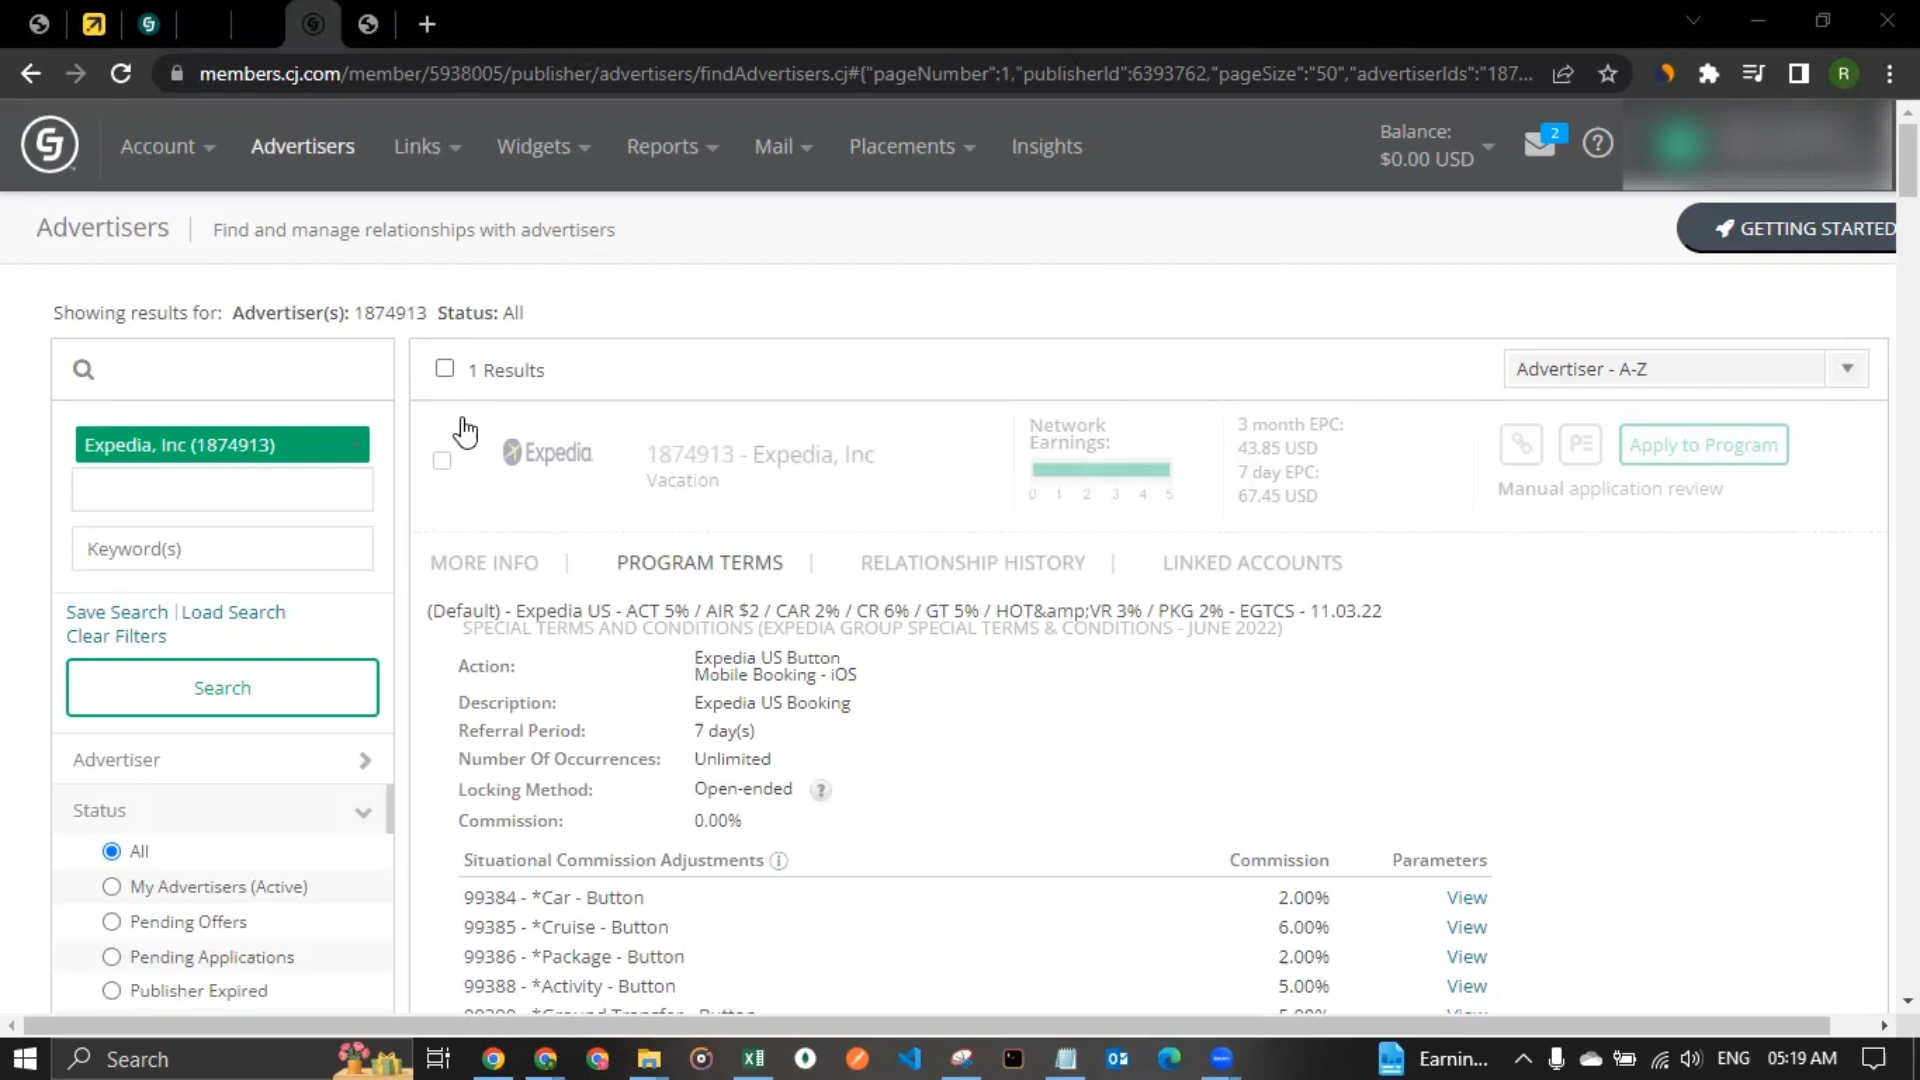 members.cj.com/member/5938005/publisher/advertisers/findAdvertisers.cj#{"pageNumber":1,"publisherId":6393762,"pageSize":"50","advertiserIds":"187...
R
Account
Advertisers
Links
Widgets
Reports
Mail
Placements
Insights
Balance:
$0.00 USD
2
Advertisers
Find and manage relationships with advertisers
GETTING STARTED
Showing results for: Advertiser(s): 1874913 Status: All
1 Results
Advertiser - A-Z
Expedia, Inc (1874913)
Keyword(s)
Save Search | Load Search
Clear Filters
Search
Advertiser
Status
All
My Advertisers (Active)
Pending Offers
Pending Applications
Publisher Expired
Expedia
1874913 - Expedia, Inc
Vacation
Network
Earnings:
0 1 2 3 4 5
3 month EPC:
43.85 USD
7 day EPC:
67.45 USD
PE
Apply to Program
Manual application review
MORE INFO | PROGRAM TERMS | RELATIONSHIP HISTORY | LINKED ACCOUNTS
(Default) - Expedia US - ACT 5% / AIR $2 / CAR 2% / CR 6% / GT 5% / HOT&amp;VR 3% / PKG 2% - EGTCS - 11.03.22
SPECIAL TERMS AND CONDITIONS (EXPEDIA GROUP SPECIAL TERMS & CONDITIONS - JUNE 2022)
Action: Expedia US Button
Mobile Booking - iOS
Description: Expedia US Booking
Referral Period: 7 day(s)
Number Of Occurrences: Unlimited
Locking Method: Open-ended ?
Commission: 0.00%
Situational Commission Adjustments Commission Parameters
99384 - *Car - Button 2.00% View
99385 - *Cruise - Button 6.00% View
99386 - *Package - Button 2.00% View
99388 - *Activity - Button 5.00% View
Search
Earnin...
ENG
05:19 AM